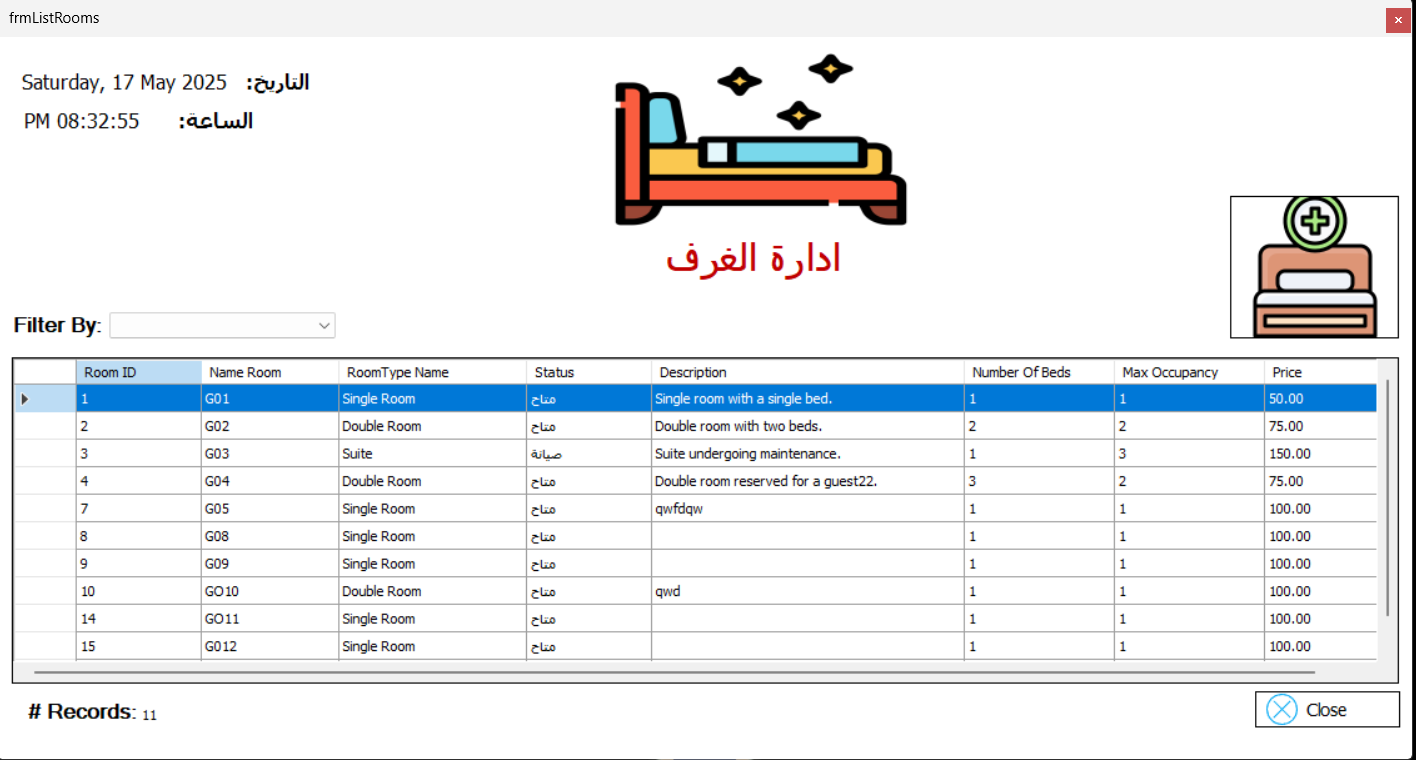 frmListRooms
Saturday, 17 May 2025 التاريخ:
PM 08:32:55 الساعة:
ادارة الغرف
Filter By:
Room ID Name Room RoomType Name Status Description Number Of Beds Max Occupancy Price
1 G01 Single Room متاح Single room with a single bed. 1 1 50.00
2 G02 Double Room متاح Double room with two beds. 2 2 75.00
3 G03 Suite صيانة Suite undergoing maintenance. 1 3 150.00
4 G04 Double Room متاح Double room reserved for a guest22. 3 2 75.00
7 G05 Single Room متاح qwfdqw 1 1 100.00
8 G08 Single Room متاح 1 1 100.00
9 G09 Single Room متاح 1 1 100.00
10 GO10 Double Room متاح qwd 1 1 100.00
14 GO11 Single Room متاح 1 1 100.00
15 G012 Single Room متاح 1 1 100.00
# Records: 11
Close